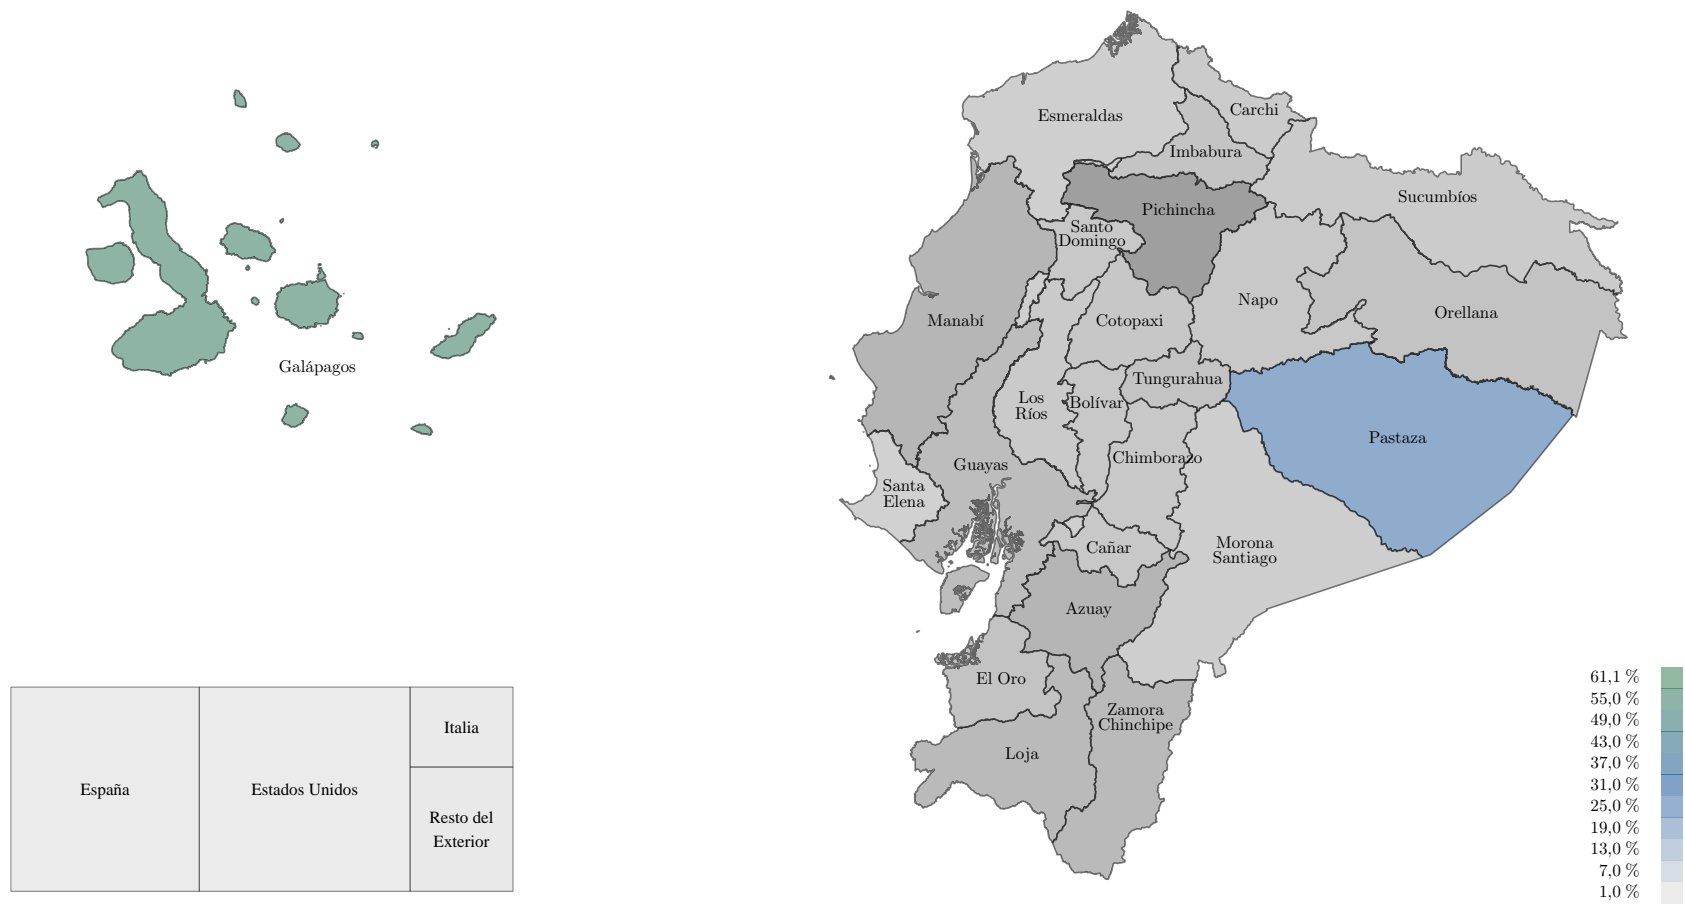 Esmeraldas
Carchi
Imbabura
Sucumbíos
Pichincha
Santo
Domingo
Napo
Orellana
Manabí
Cotopaxi
Galápagos
Tungurahua
Los
Ríos
Bolívar
Pastaza
Chimborazo
Guayas
Santa
Elena
Cañar
Morona
Santiago
Azuay
El Oro
Zamora
Chinchipe
Loja
España
Estados Unidos
Italia
Resto del
Exterior
61,1 %
55,0 %
49,0 %
43,0 %
37,0 %
31,0 %
25,0 %
19,0 %
13,0 %
7,0 %
1,0 %